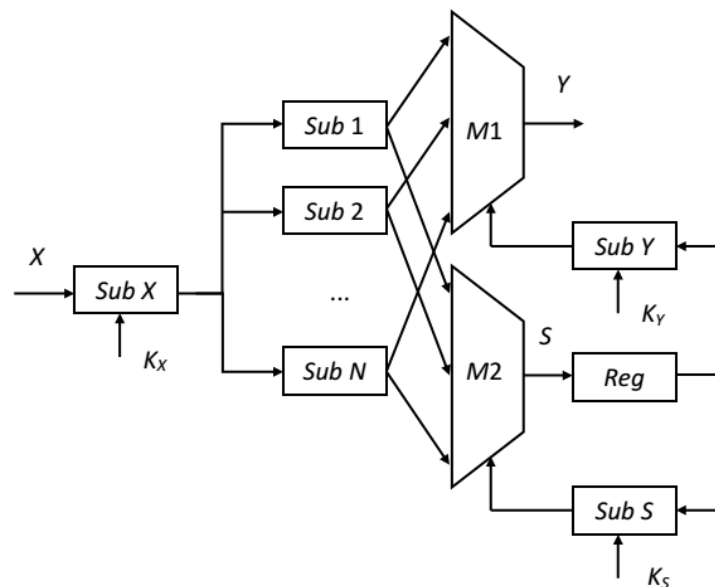 Y
Sub 1
M1
Sub 2
Sub Y
X
Sub X
...
K_Y
S
K_X
Sub N
M2
Reg
Sub S
K_S